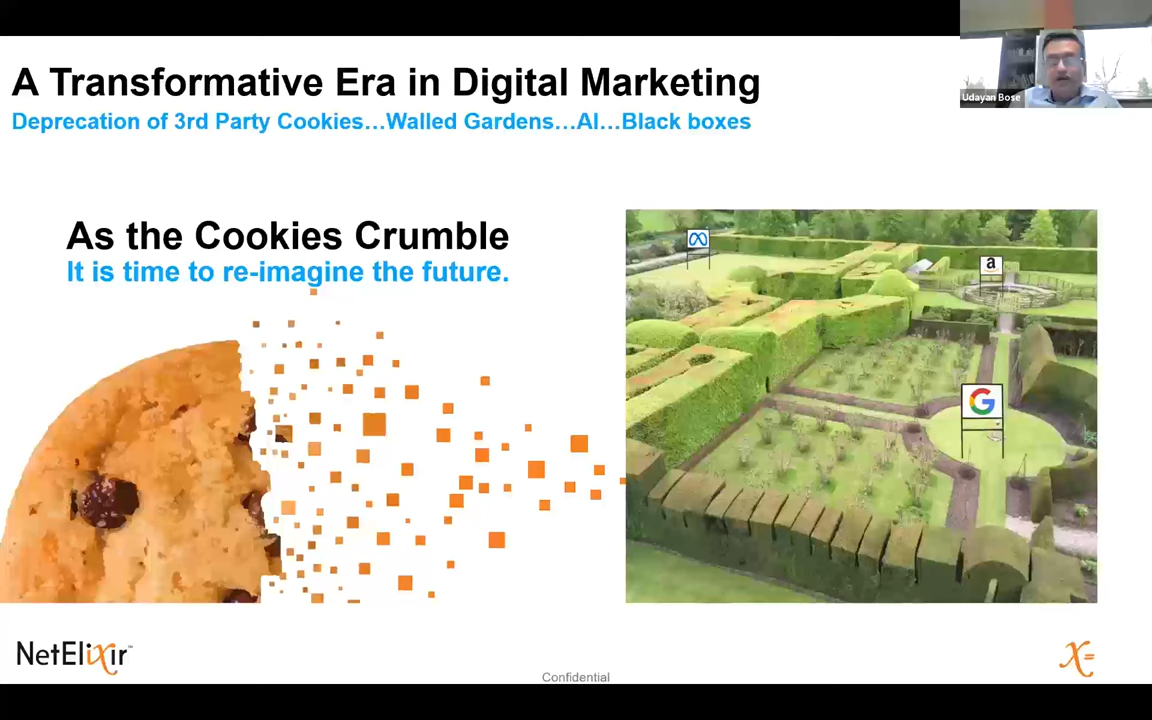 A Transformative Era in Digital Marketing
Deprecation of 3rd Party Cookies...Walled Gardens...AI...Black boxes
Udayan Bose
As the Cookies Crumble
It is time to re-imagine the future.
a
G
NetElixir™
X=
Confidential